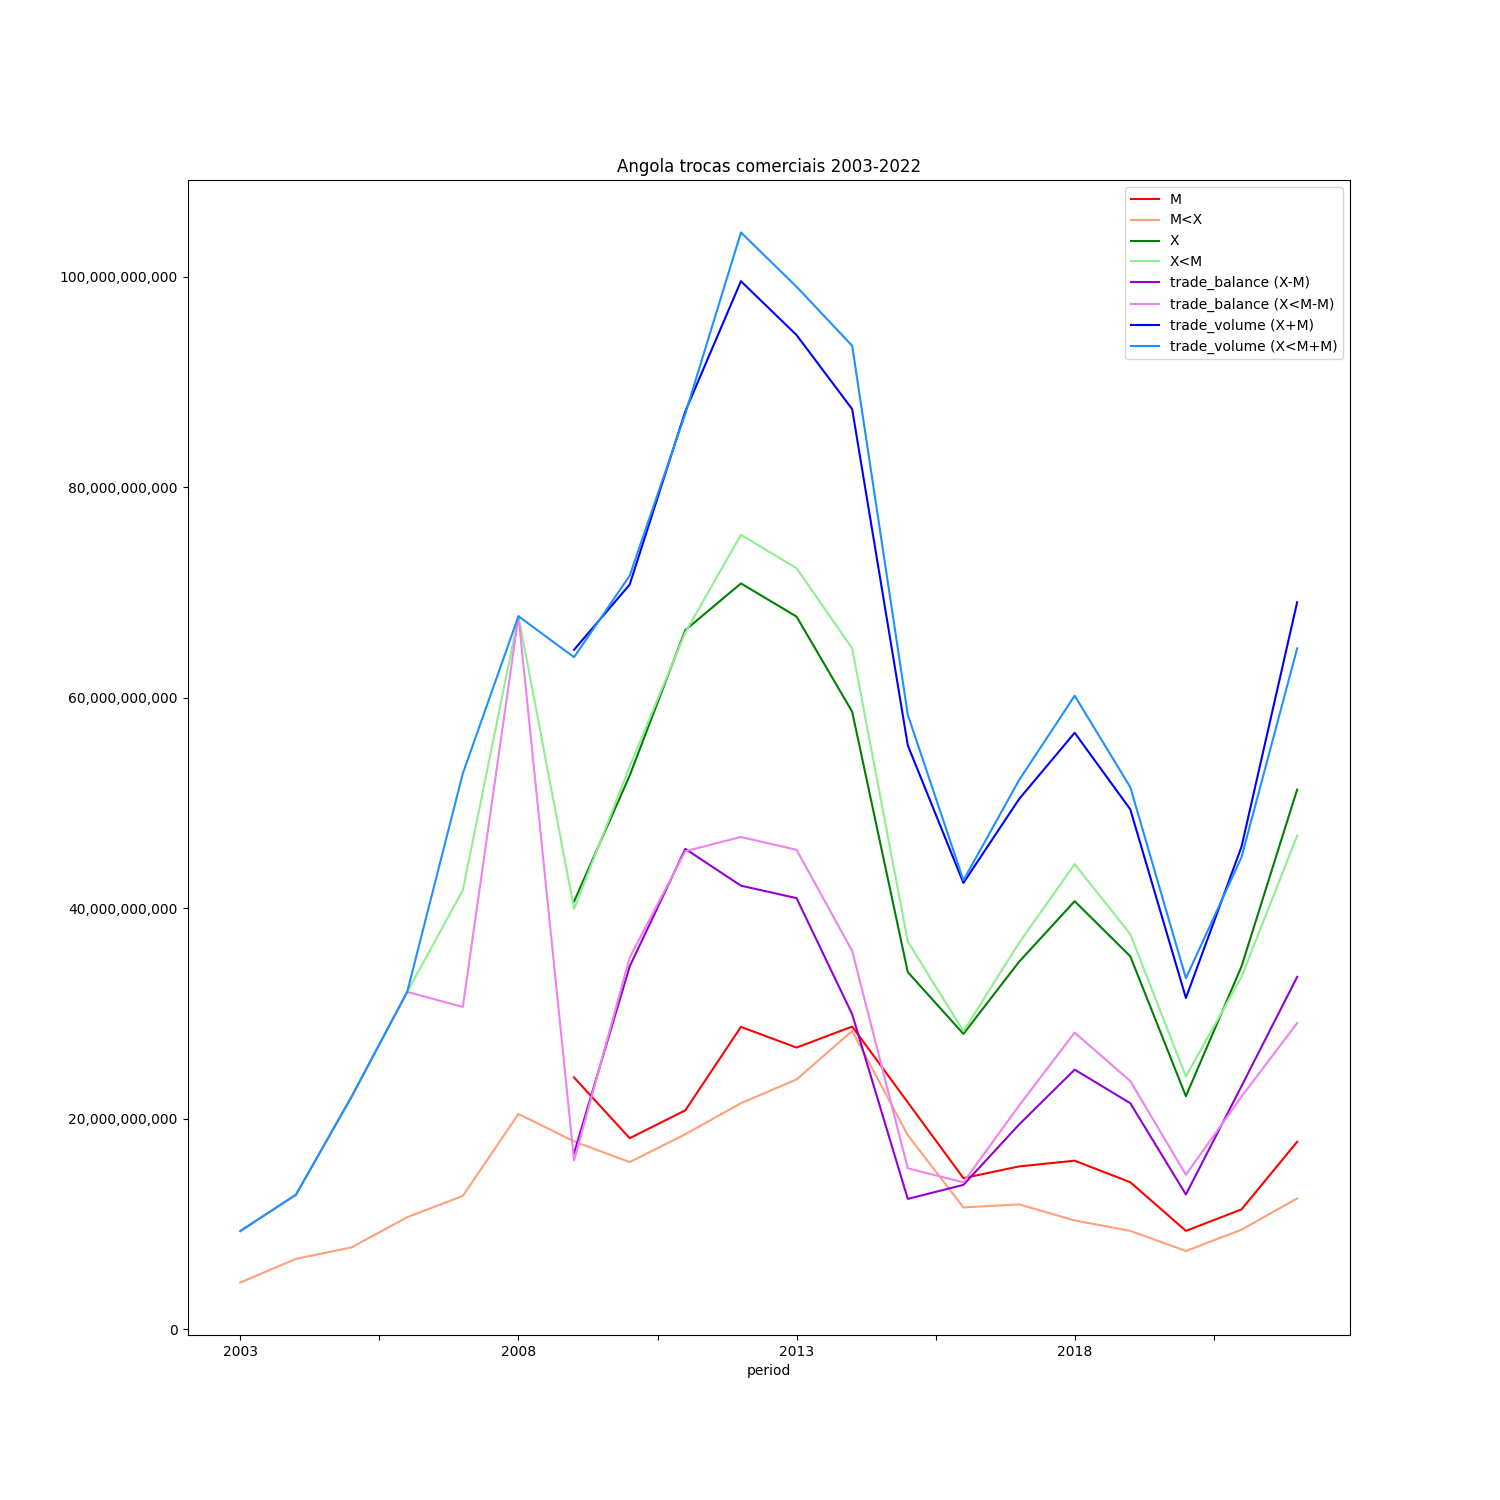 Angola trocas comerciais 2003-2022
M
M<X
X
X<M
trade_balance (X-M)
trade_balance (X<M-M)
trade_volume (X+M)
trade_volume (X<M+M)
100,000,000,000
80,000,000,000
60,000,000,000
40,000,000,000
20,000,000,000
0
2003 2008 2013 2018
period